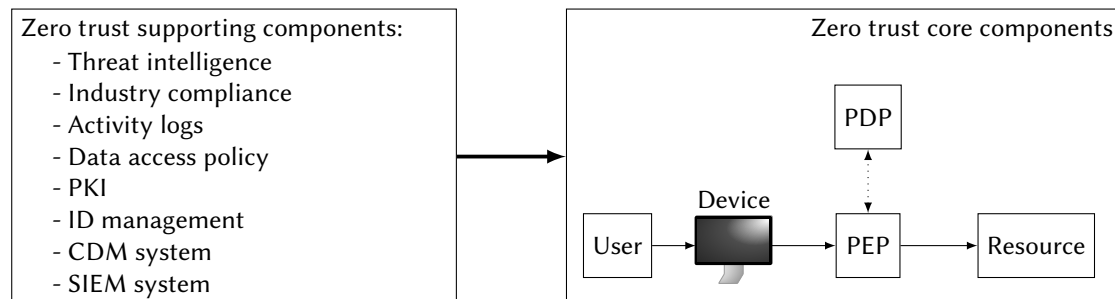 Zero trust supporting components:
- Threat intelligence
- Industry compliance
- Activity logs
- Data access policy
- PKI
- ID management
- CDM system
- SIEM system
Zero trust core components
PDP
Device
User
PEP
Resource